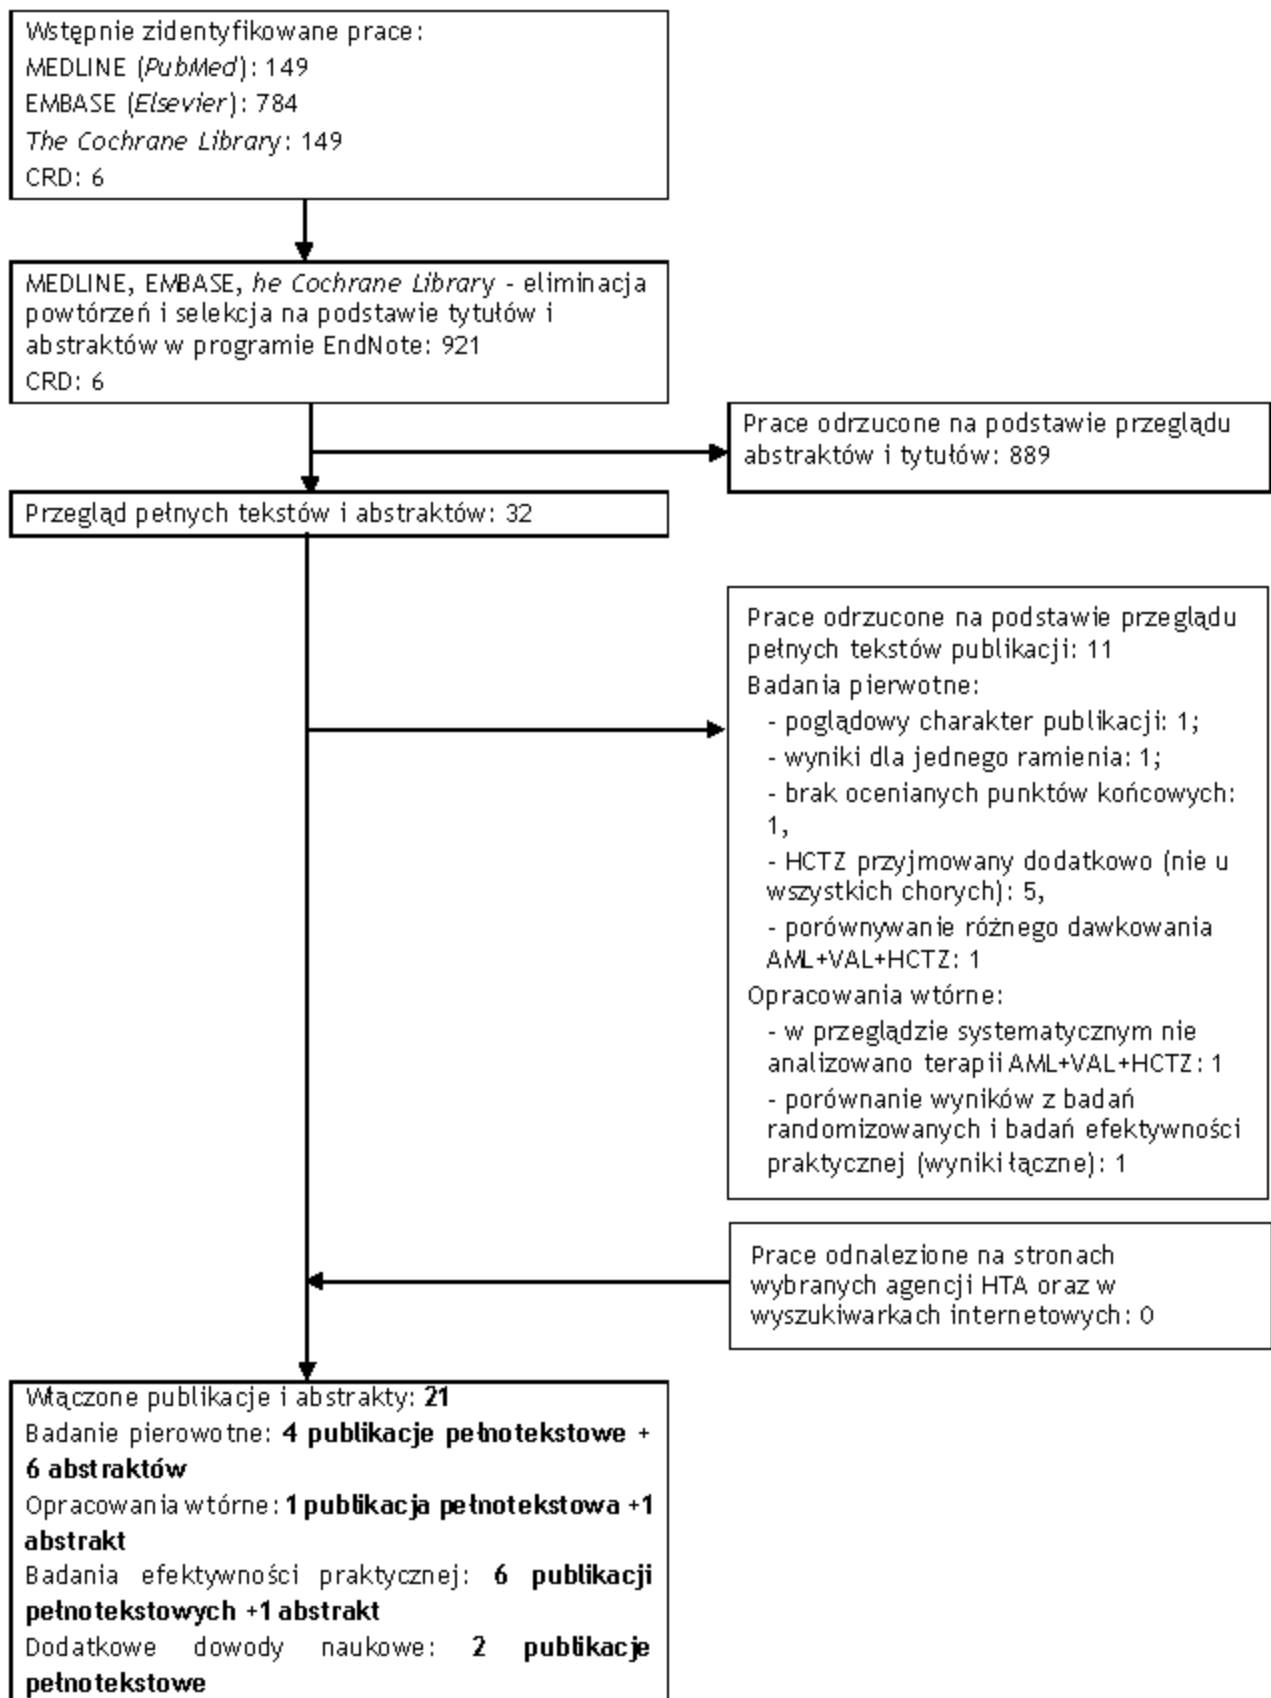 Wstępnie zidentyfikowane prace:
MEDLINE (PubMed): 149
EMBASE (Elsevier): 784
The Cochrane Library: 149
CRD: 6
MEDLINE, EMBASE, he Cochrane Library - eliminacja
powtórzeń i selekcja na podstawie tytułów i
abstraktów w programie EndNote: 921
CRD: 6
Prace odrzucone na podstawie przeglądu
abstraktów i tytułów: 889
Przegląd pełnych tekstów i abstraktów: 32
Prace odrzucone na podstawie przeglądu
pełnych tekstów publikacji: 11
Badania pierwotne:
- poglądowy charakter publikacji: 1;
- wyniki dla jednego ramienia: 1;
- brak ocenianych punktów końcowych:
1,
- HCTZ przyjmowany dodatkowo (nie u
wszystkich chorych): 5,
- porównywanie różnego dawkowania
AML+VAL+HCTZ: 1
Opracowania wtórne:
- w przeglądzie systematycznym nie
analizowano terapii AML+VAL+HCTZ: 1
- porównanie wyników z badań
randomizowanych i badań efektywności
praktycznej (wyniki łączne): 1
Prace odnalezione na stronach
wybranych agencji HTA oraz w
wyszukiwarkach internetowych: 0
Włączone publikacje i abstrakty: 21
Badanie pierowotne: 4 publikacje pełnotekstowe +
6 abstraktów
Opracowania wtórne: 1 publikacja pełnotekstowa +1
abstrakt
Badania efektywności praktycznej: 6 publikacji
pełnotekstowych +1 abstrakt
Dodatkowe dowody naukowe: 2 publikacje
pełnotekstowe